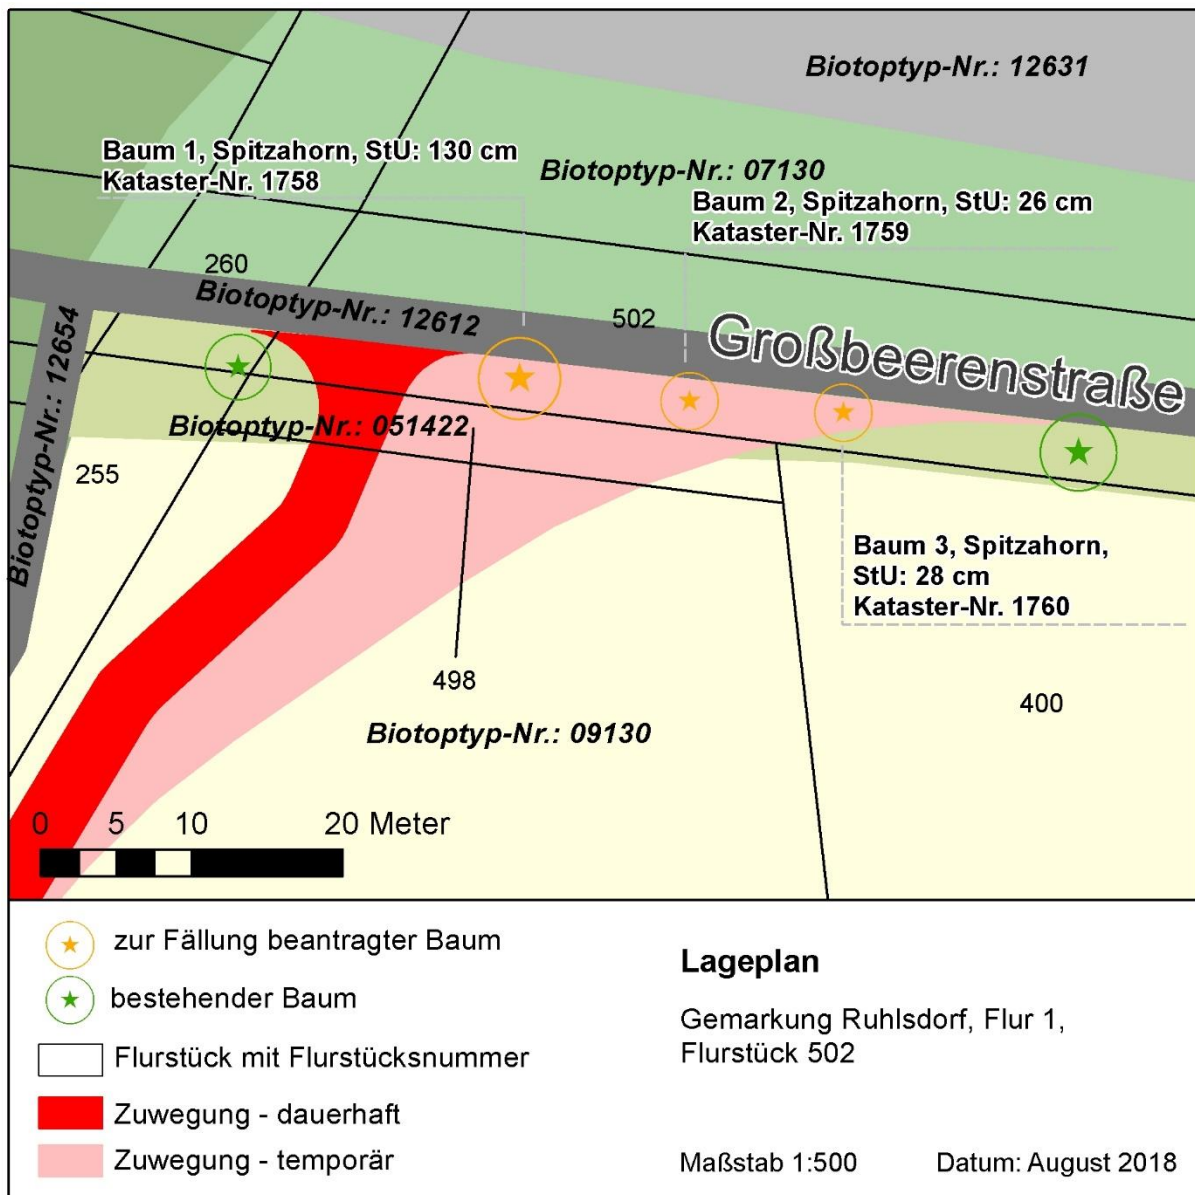 Biotoptyp-Nr.: 12631
Baum 1, Spitzahorn, StU: 130 cm
Kataster-Nr. 1758
Biotoptyp-Nr.: 07130
Baum 2, Spitzahorn, StU: 26 cm
Kataster-Nr. 1759
260
Biotoptyp-Nr.: 12612
502
Großbeerenstraße
Biotoptyp-Nr.: 12654
Biotoptyp-Nr.: 051422
255
Baum 3, Spitzahorn,
StU: 28 cm
Kataster-Nr. 1760
498
400
Biotoptyp-Nr.: 09130
0 5 10 20 Meter
zur Fällung beantragter Baum
bestehender Baum
Flurstück mit Flurstücksnummer
Zuwegung - dauerhaft
Zuwegung - temporär
Lageplan
Gemarkung Ruhlsdorf, Flur 1,
Flurstück 502
Maßstab 1:500 Datum: August 2018